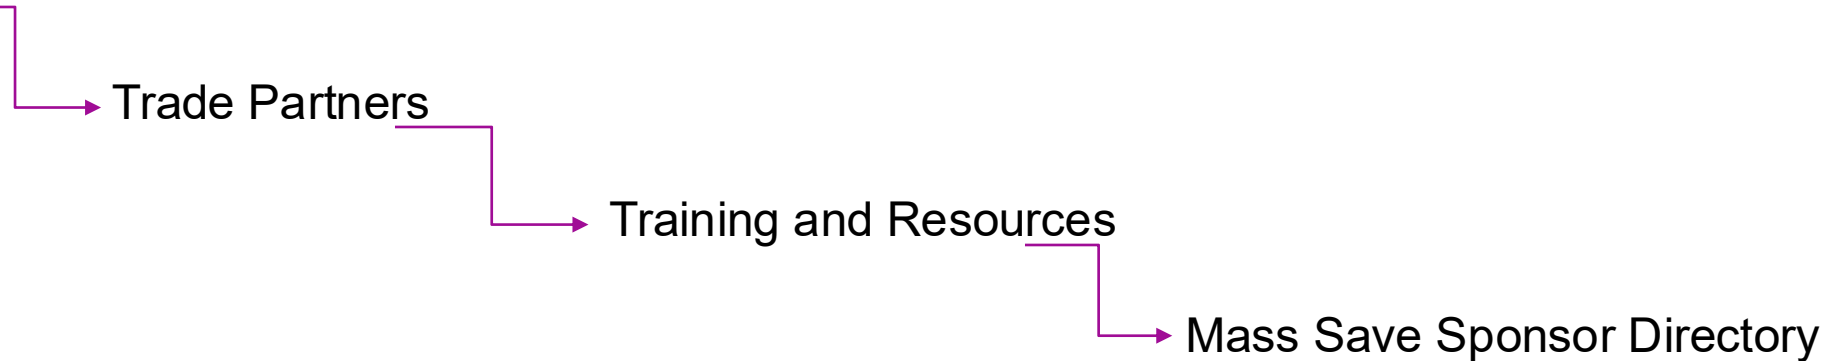 Trade Partners
Training and Resources
Mass Save Sponsor Directory